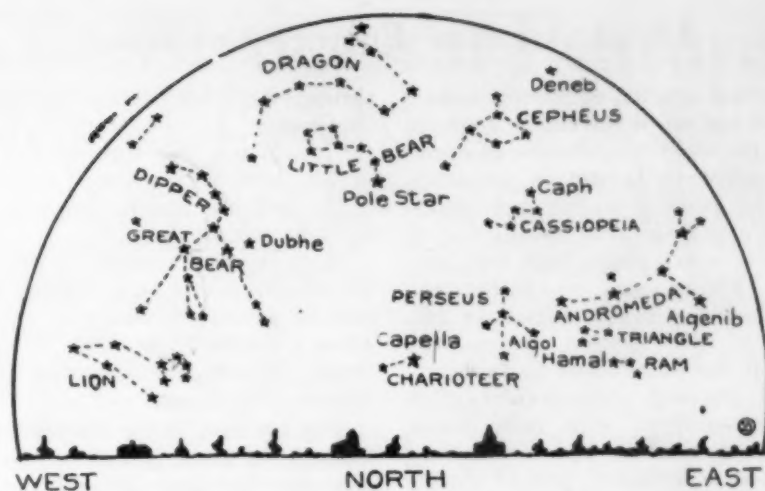 DRAGON
Deneb
CEPHEUS
LITTLE BEAR
DIPPER
Pole Star
Caph
CASSIOPEIA
GREAT
BEAR
Dubhe
PERSEUS
ANDROMEDA
Algenib
Capella
Algol
TRIANGLE
Hamal
RAM
LION
CHARIOTEER
WEST NORTH EAST